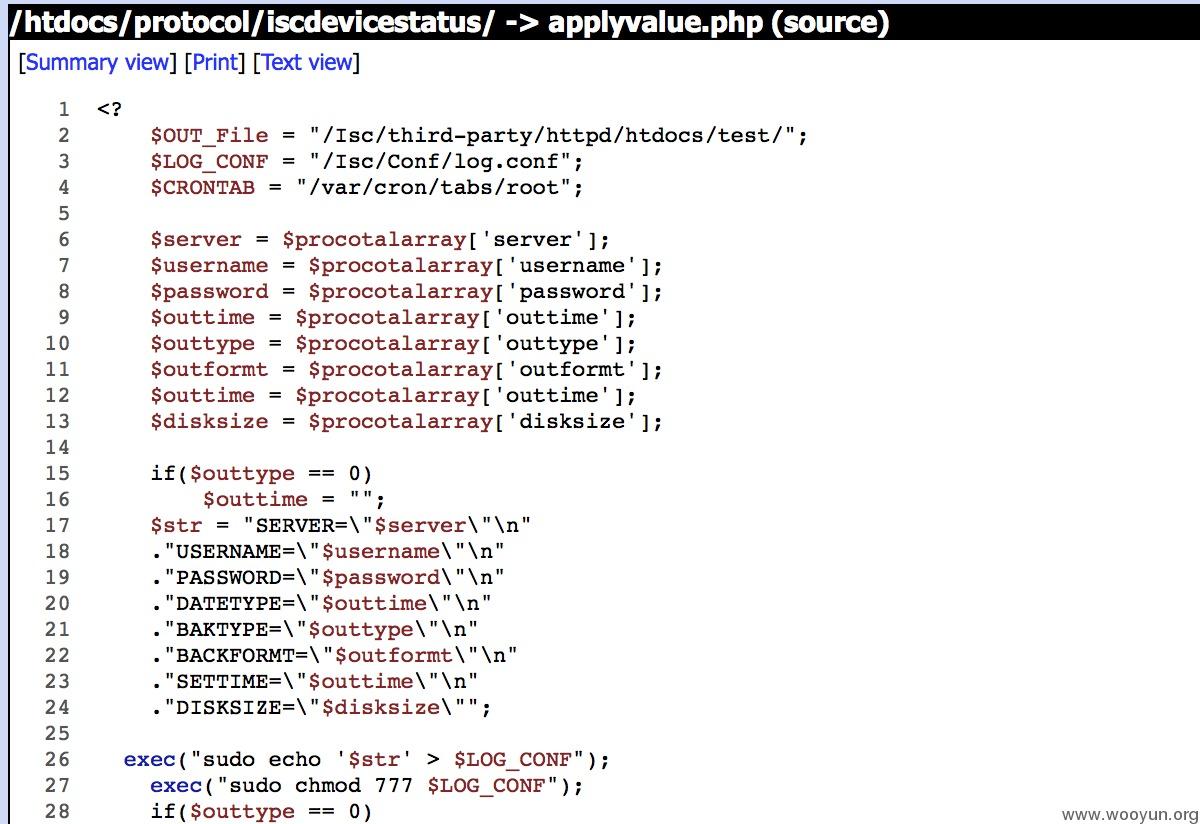 /htdocs/protocol/iscdevicestatus/ -> applyvalue.php (source)
[Summary view] [Print] [Text view]
1 <?
2 $OUT_File = "/Isc/third-party/httpd/htdocs/test/";
3 $LOG_CONF = "/Isc/Conf/log.conf";
4 $CRONTAB = "/var/cron/tabs/root";
5
6 $server = $procotalarray['server'];
7 $username = $procotalarray['username'];
8 $password = $procotalarray['password'];
9 $outtime = $procotalarray['outtime'];
10 $outtype = $procotalarray['outtype'];
11 $outformt = $procotalarray['outformt'];
12 $outtime = $procotalarray['outtime'];
13 $disksize = $procotalarray['disksize'];
14
15 if($outtype == 0)
16 $outtime = "";
17 $str = "SERVER=\"$server\"\n"
18 ."USERNAME=\"$username\"\n"
19 ."PASSWORD=\"$password\"\n"
20 ."DATETYPE=\"$outtime\"\n"
21 ."BAKTYPE=\"$outtype\"\n"
22 ."BACKFORMT=\"$outformt\"\n"
23 ."SETTIME=\"$outtime\"\n"
24 ."DISKSIZE=\"$disksize\"";
25
26 exec("sudo echo '$str' > $LOG_CONF");
27 exec("sudo chmod 777 $LOG_CONF");
28 if($outtype == 0)
www.wooyun.org